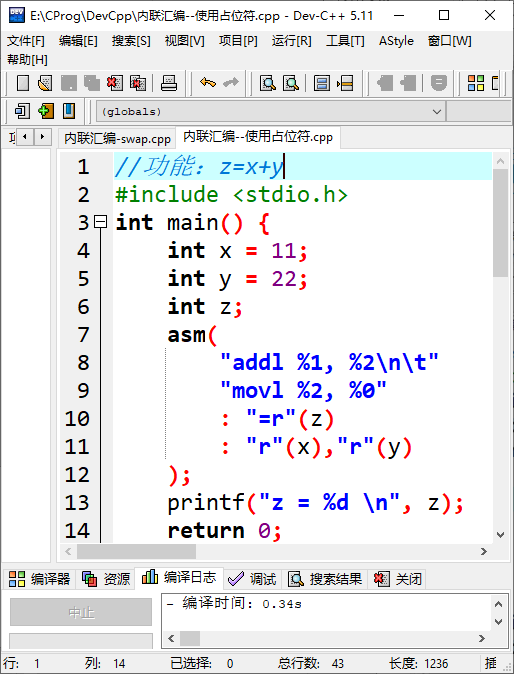 E:\CProg\DevCpp\内联汇编--使用占位符.cpp - Dev-C++ 5.11
文件[F] 编辑[E] 搜索[S] 视图[V] 项目[P] 运行[R] 工具[T] AStyle 窗口[W]
帮助[H]
(globals)
内联汇编-swap.cpp 内联汇编--使用占位符.cpp
1 //功能：z=x+y
2 #include <stdio.h>
3 int main() {
4 int x = 11;
5 int y = 22;
6 int z;
7 asm(
8 "addl %1, %2\n\t"
9 "movl %2, %0"
10 : "=r"(z)
11 : "r"(x),"r"(y)
12 );
13 printf("z = %d \n", z);
14 return 0;
编译器 资源 编译日志 调试 搜索结果 关闭
中止
- 编译时间: 0.34s
行: 1 列: 14 已选择: 0 总行数: 43 长度: 1236 插